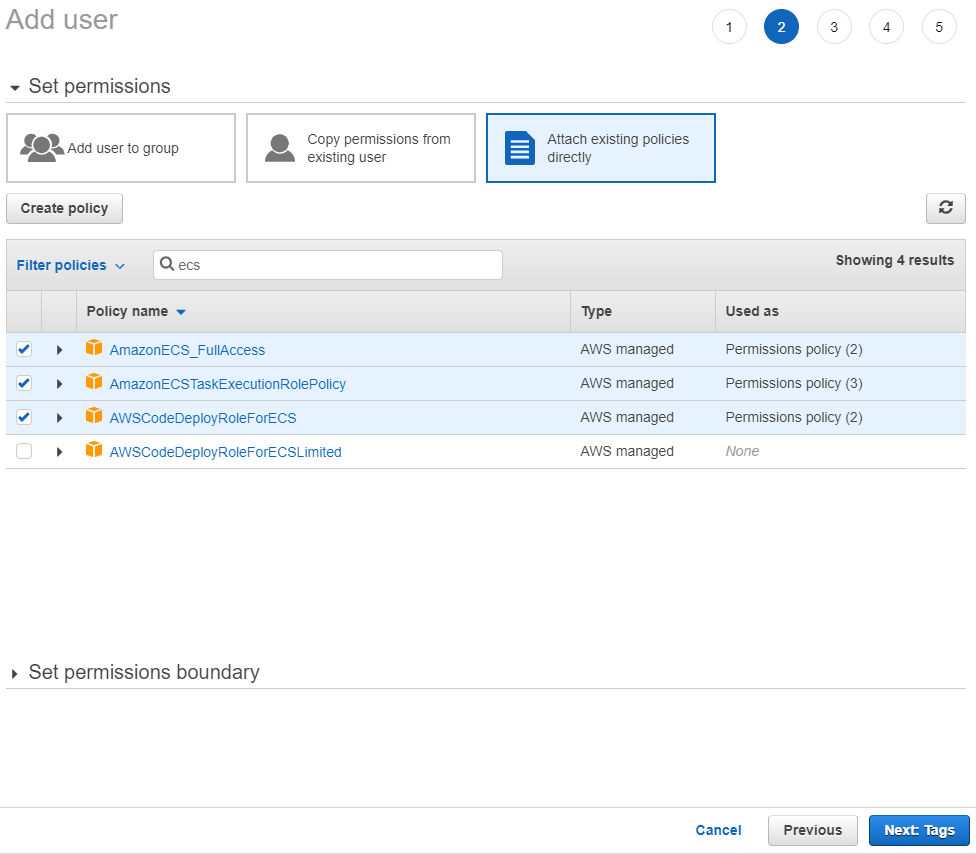 Add user
1 2 3 4 5
Set permissions
Add user to group
Copy permissions from
existing user
Attach existing policies
directly
Create policy
Filter policies
ecs
Showing 4 results
Policy name Type Used as
AmazonECS_FullAccess AWS managed Permissions policy (2)
AmazonECSTaskExecutionRolePolicy AWS managed Permissions policy (3)
AWSCodeDeployRoleForECS AWS managed Permissions policy (2)
AWSCodeDeployRoleForECSLimited AWS managed None
Set permissions boundary
Cancel Previous Next: Tags